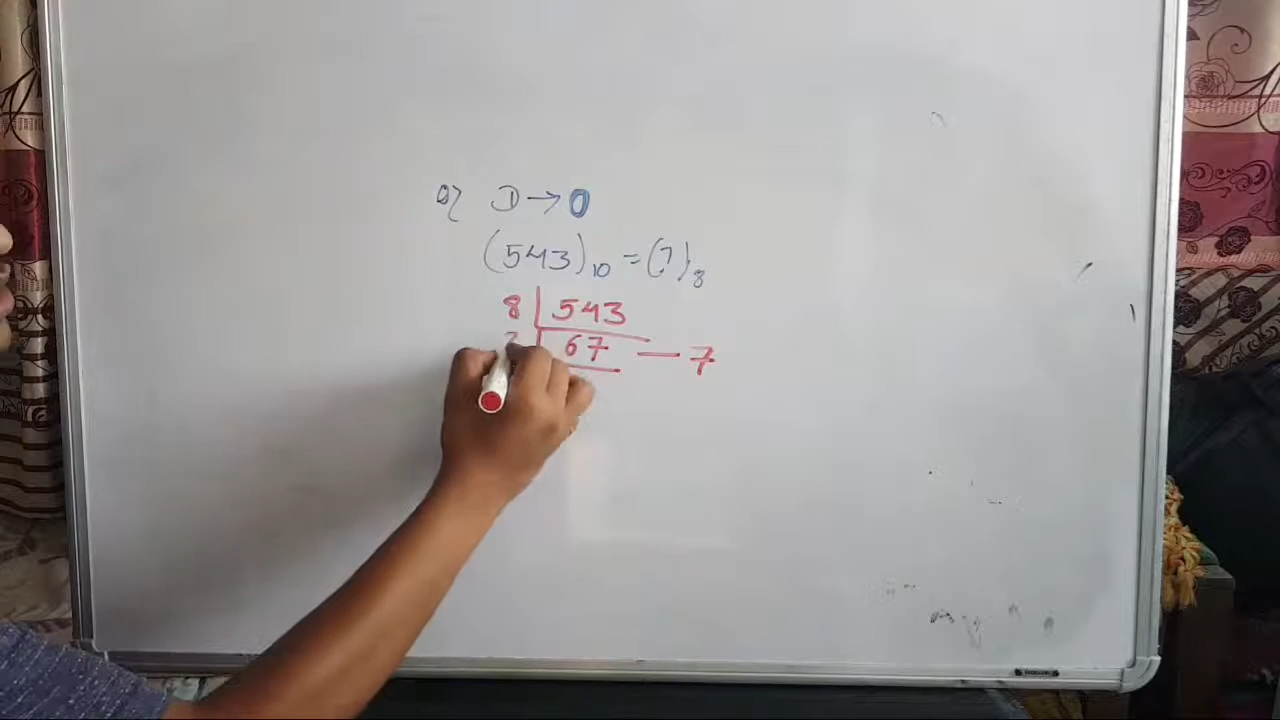 Q) D → O
(543)10 = (?)8
8 | 543
67 — 7